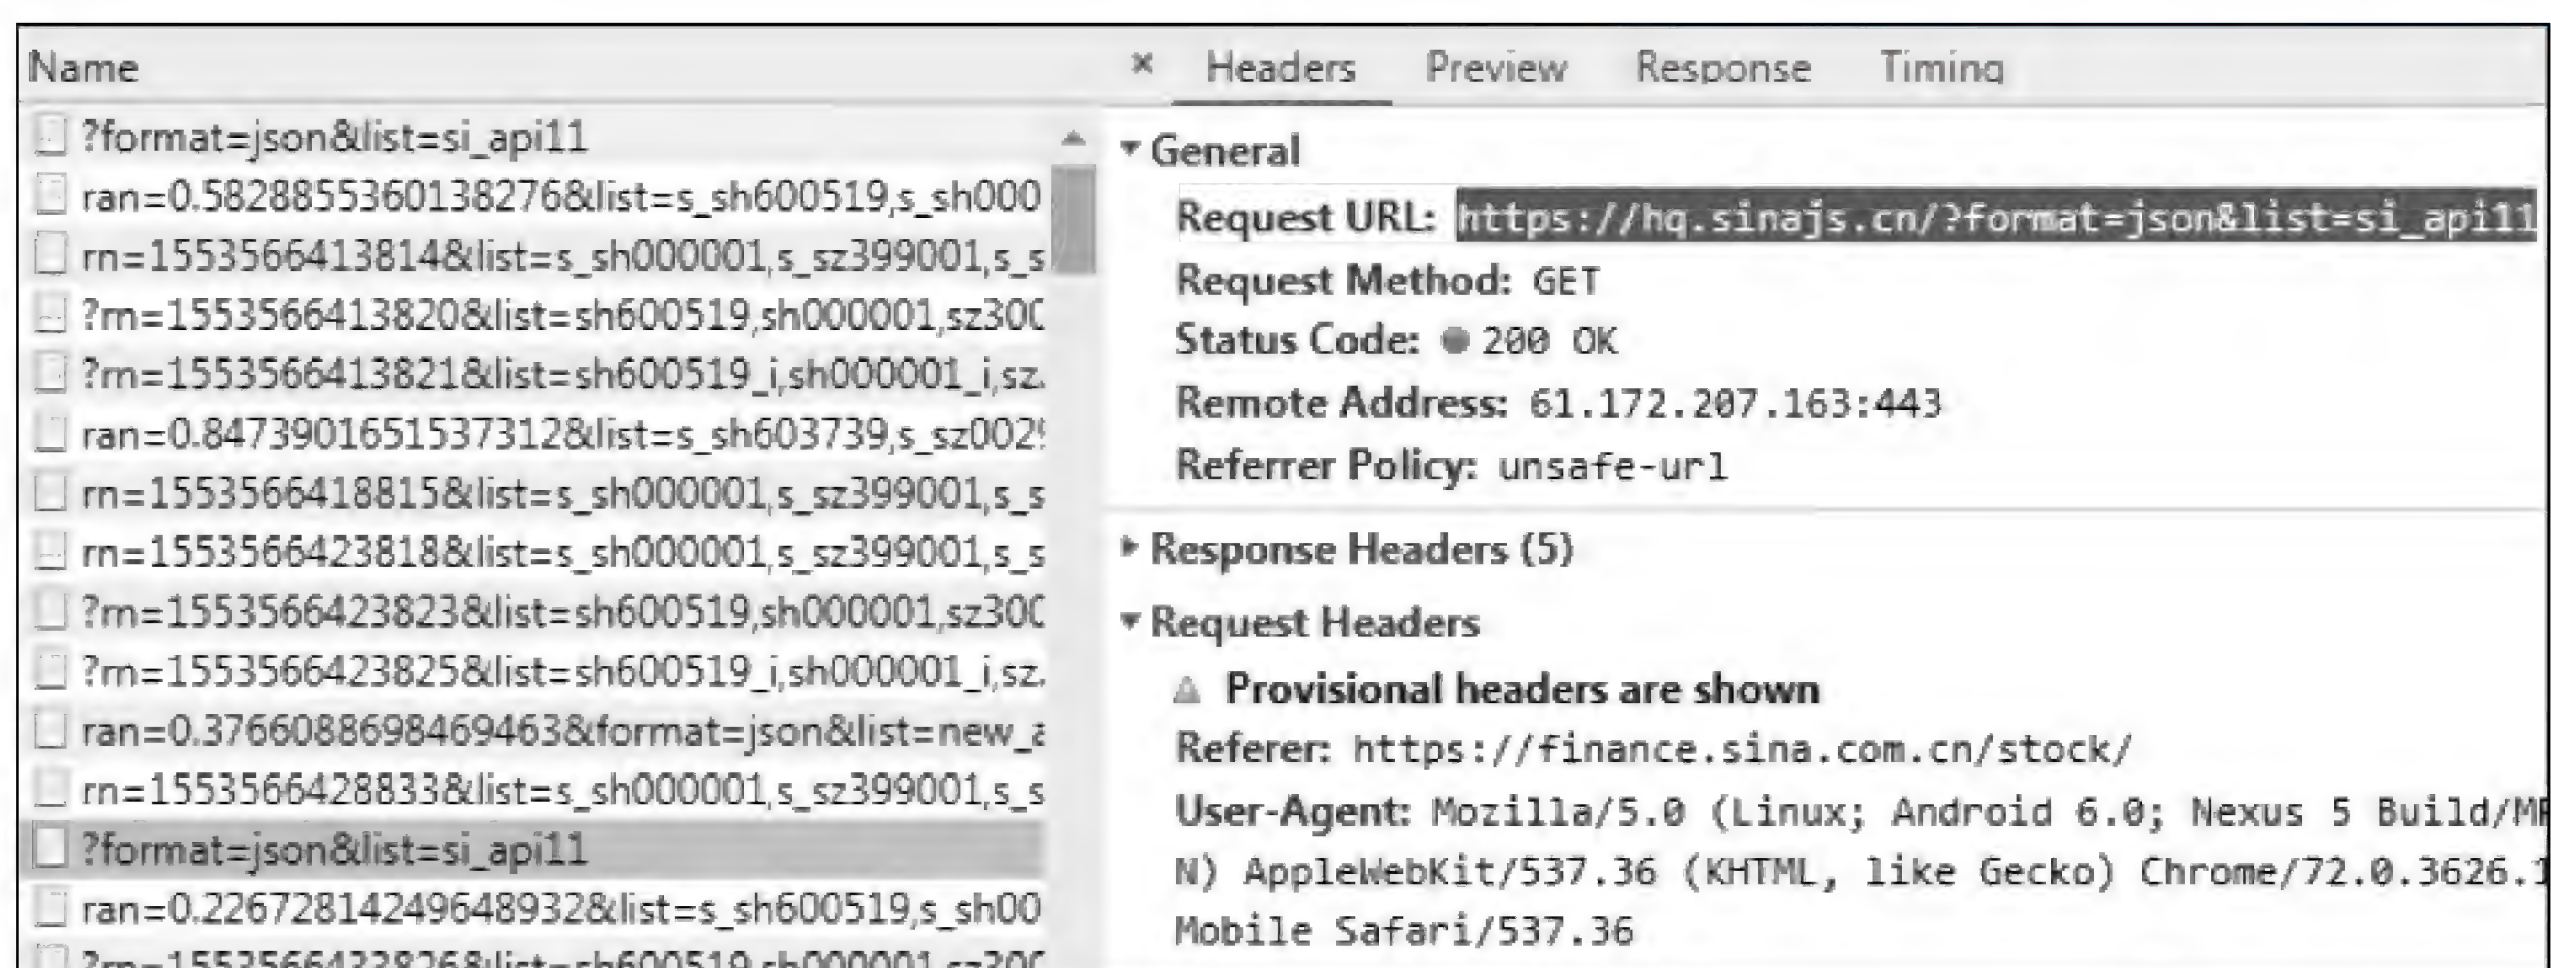 Name
?format=json&list=si_api11
ran=0.5828855360138276&list=s_sh600519,s_sh000
rn=1553566413814&list=s_sh000001,s_sz399001,s_s
?rn=1553566413820&list=sh600519,sh000001,sz300
?rn=1553566413821&list=sh600519_i,sh000001_i,sz.
ran=0.8473901651537312&list=s_sh603739,s_sz002
rn=1553566418815&list=s_sh000001,s_sz399001,s_s
rn=1553566423818&list=s_sh000001,s_sz399001,s_s
?rn=1553566423823&list=sh600519,sh000001,sz300
?rn=1553566423825&list=sh600519_i,sh000001_i,sz.
ran=0.3766088698469463&format=json&list=new_a
rn=1553566428833&list=s_sh000001,s_sz399001,s_s
?format=json&list=si_api11
ran=0.22672814249648932&list=s_sh600519,s_sh00
× Headers Preview Response Timing
General
Request URL: https://hq.sinajs.cn/?format=json&list=si_api11
Request Method: GET
Status Code: 200 OK
Remote Address: 61.172.207.163:443
Referrer Policy: unsafe-url
Response Headers (5)
Request Headers
Provisional headers are shown
Referer: https://finance.sina.com.cn/stock/
User-Agent: Mozilla/5.0 (Linux; Android 6.0; Nexus 5 Build/MR
N) AppleWebKit/537.36 (KHTML, like Gecko) Chrome/72.0.3626.1
Mobile Safari/537.36